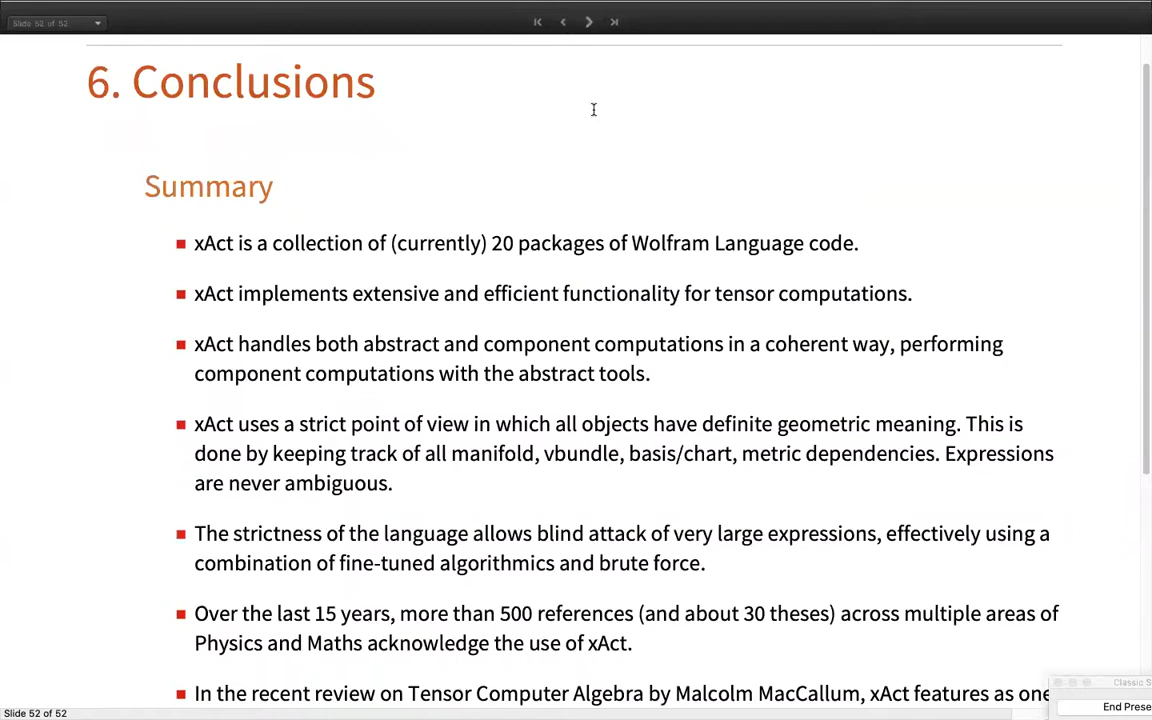 Slide 52 of 52
6. Conclusions
Summary
xAct is a collection of (currently) 20 packages of Wolfram Language code.
xAct implements extensive and efficient functionality for tensor computations.
xAct handles both abstract and component computations in a coherent way, performing
component computations with the abstract tools.
xAct uses a strict point of view in which all objects have definite geometric meaning. This is
done by keeping track of all manifold, vbundle, basis/chart, metric dependencies. Expressions
are never ambiguous.
The strictness of the language allows blind attack of very large expressions, effectively using a
combination of fine-tuned algorithmics and brute force.
Over the last 15 years, more than 500 references (and about 30 theses) across multiple areas of
Physics and Maths acknowledge the use of xAct.
In the recent review on Tensor Computer Algebra by Malcolm MacCallum, xAct features as one
Classic S
End Prese
Slide 52 of 52